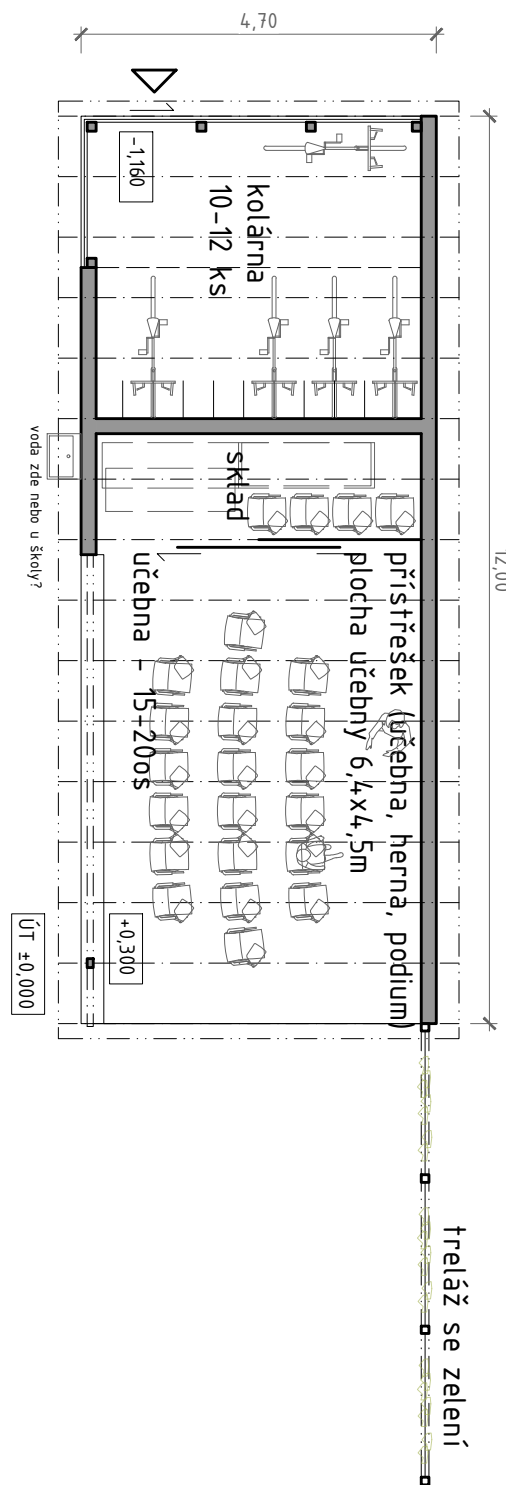 4,70
12,00
-1,160
kolárna
10-12 ks
sklad
voda zde nebo u školy?
přístřešek (učebna, herna, podium)
plocha učebny 6,4x4,5m
učebna - 15-20os
+0,300
ÚT ±0,000
treláž se zelení